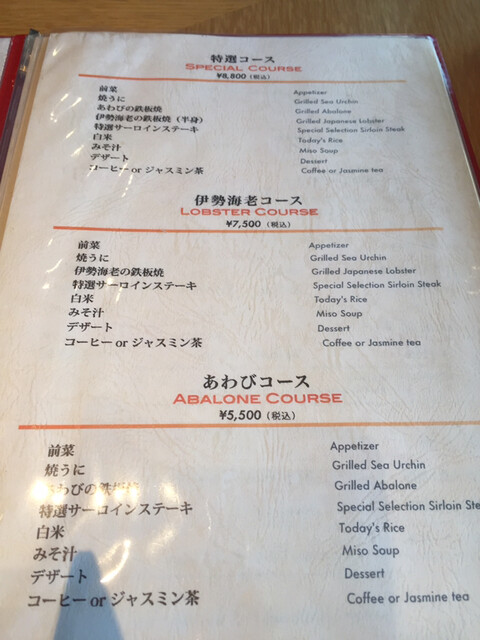 特選コース
SPECIAL COURSE
¥8,800(税込)
前菜 Appetizer
焼うに Grilled Sea Urchin
あわびの鉄板焼 Grilled Abalone
伊勢海老の鉄板焼(半身) Grilled Japanese Lobster
特選サーロインステーキ Special Selection Sirloin Steak
白米 Today's Rice
みそ汁 Miso Soup
デザート Dessert
コーヒー or ジャスミン茶 Coffee or Jasmine tea
伊勢海老コース
LOBSTER COURSE
¥7,500(税込)
前菜 Appetizer
焼うに Grilled Sea Urchin
伊勢海老の鉄板焼 Grilled Japanese Lobster
特選サーロインステーキ Special Selection Sirloin Steak
白米 Today's Rice
みそ汁 Miso Soup
デザート Dessert
コーヒー or ジャスミン茶 Coffee or Jasmine tea
あわびコース
ABALONE COURSE
¥5,500(税込)
前菜 Appetizer
焼うに Grilled Sea Urchin
あわびの鉄板焼 Grilled Abalone
特選サーロインステーキ Special Selection Sirloin Ste
白米 Today's Rice
みそ汁 Miso Soup
デザート Dessert
コーヒー or ジャスミン茶 Coffee or Jasmine tea